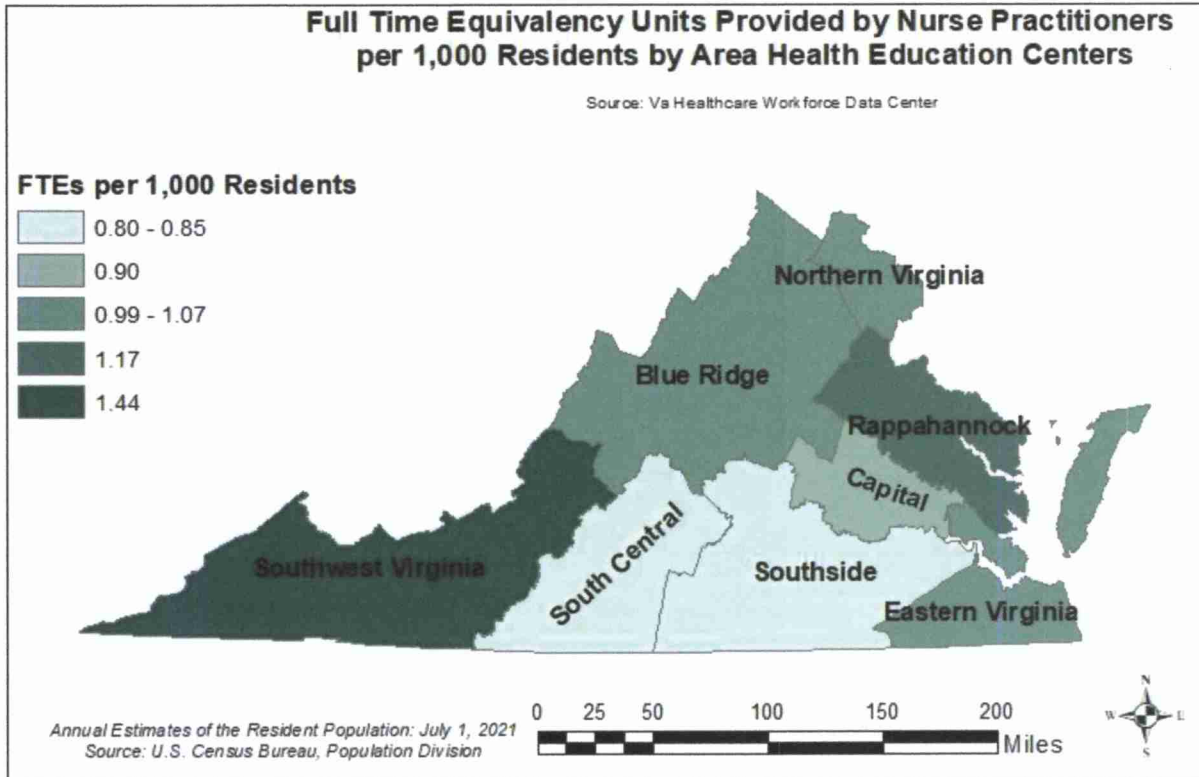 Full Time Equivalency Units Provided by Nurse Practitioners
per 1,000 Residents by Area Health Education Centers
Source: Va Healthcare Workforce Data Center
FTEs per 1,000 Residents
0.80 - 0.85
0.90
0.99 - 1.07
1.17
1.44
Northern Virginia
Blue Ridge
Rappahannock
Capital
South Central
Southwest Virginia
Southside
Eastern Virginia
Annual Estimates of the Resident Population: July 1, 2021
Source: U.S. Census Bureau, Population Division
0 25 50 100 150 200
Miles
N
W E
S